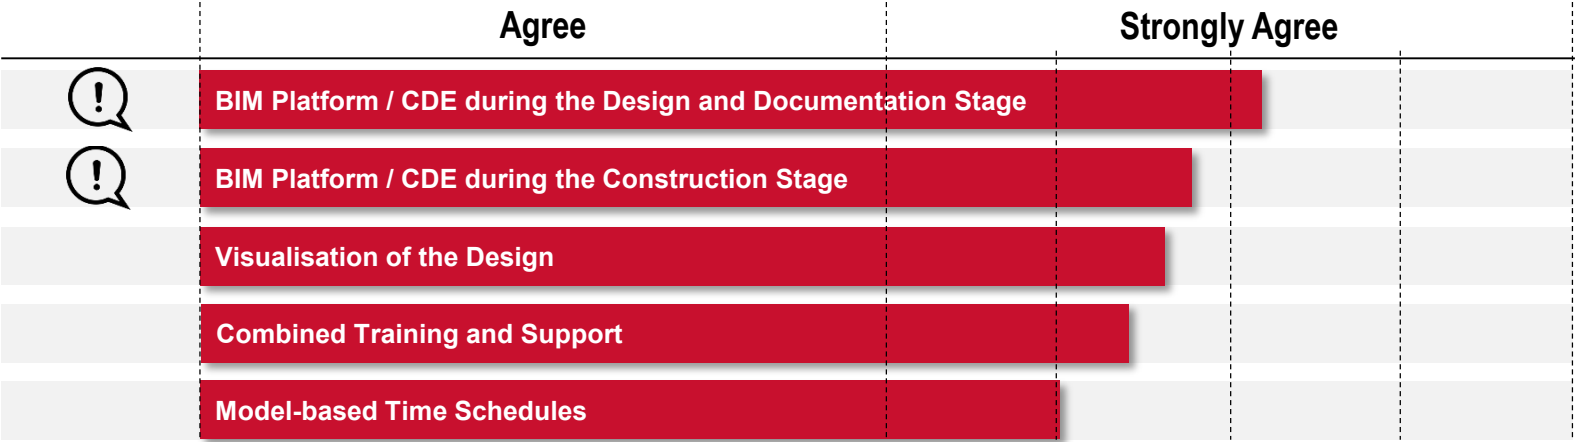 Agree
Strongly Agree
! BIM Platform / CDE during the Design and Documentation Stage
! BIM Platform / CDE during the Construction Stage
Visualisation of the Design
Combined Training and Support
Model-based Time Schedules